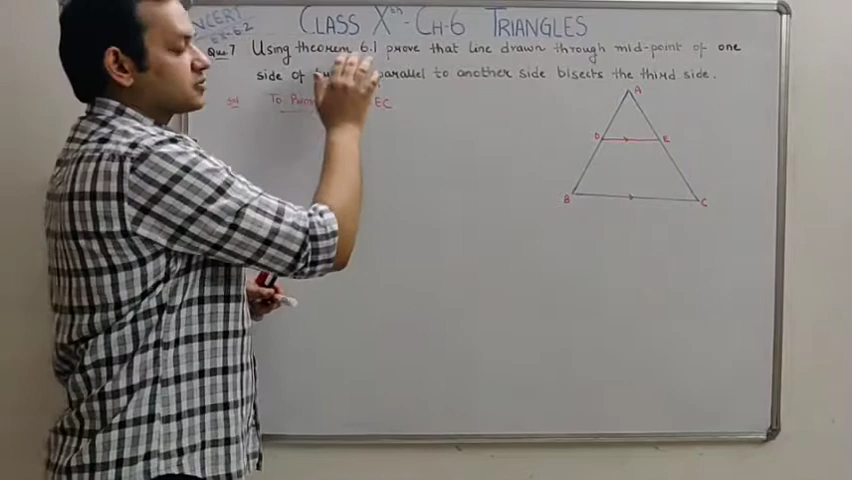 NCERT CLASS Xth - CH-6 TRIANGLES
EX-6.2
Que 7 Using theorem 6.1 prove that line drawn through mid-point of one
side of parallel to another side bisects the third side.
Sol To EC
A
D E
B C